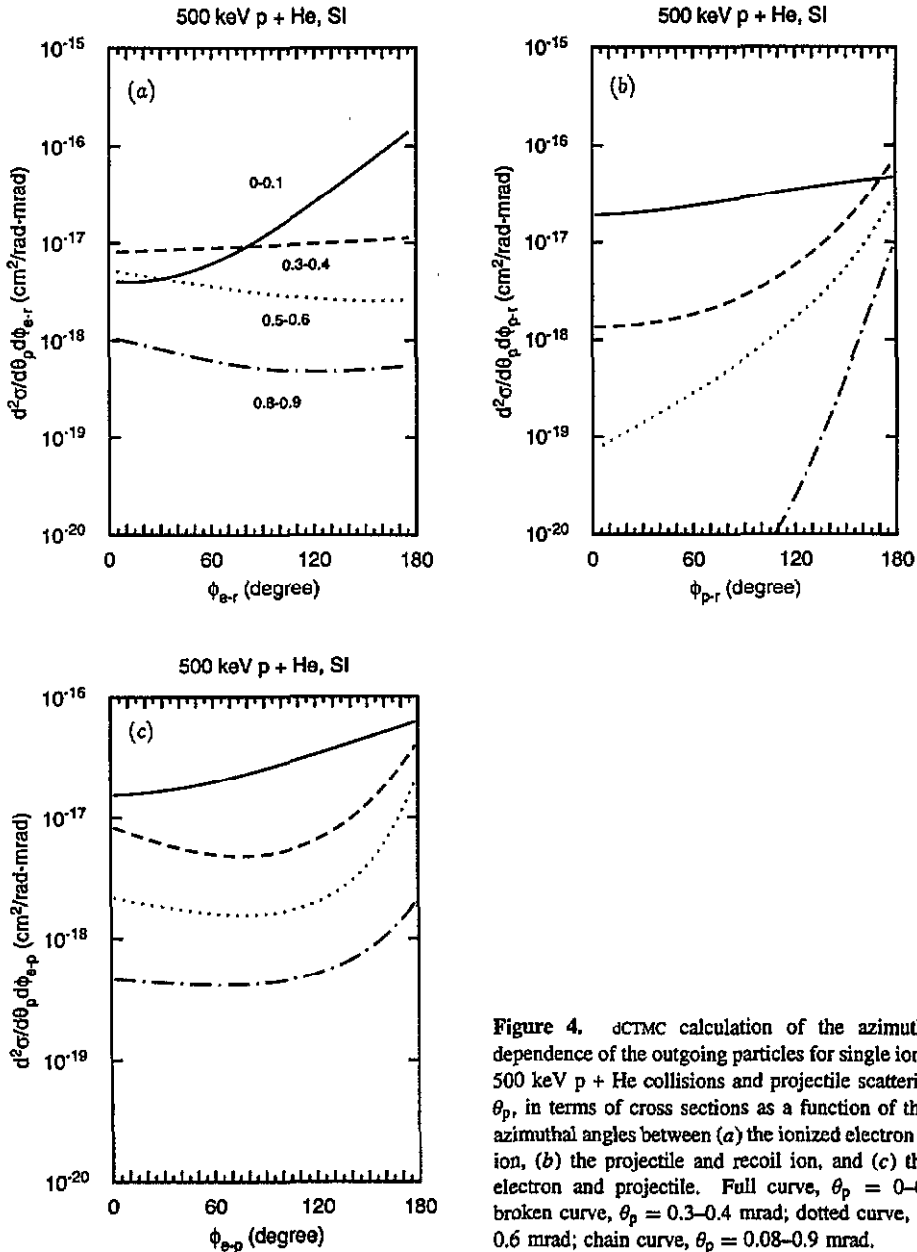 500 keV p + He, SI
(a)
10⁻¹⁵
10⁻¹⁶
10⁻¹⁷
10⁻¹⁸
10⁻¹⁹
10⁻²⁰
d²σ/dθₚdϕₑ₋ᵣ (cm²/rad-mrad)
0-0.1
0.3-0.4
0.5-0.6
0.8-0.9
0 60 120 180
ϕₑ₋ᵣ (degree)
500 keV p + He, SI
(b)
10⁻¹⁵
10⁻¹⁶
10⁻¹⁷
10⁻¹⁸
10⁻¹⁹
10⁻²⁰
d²σ/dθₚdϕₚ₋ᵣ (cm²/rad-mrad)
0 60 120 180
ϕₚ₋ᵣ (degree)
500 keV p + He, SI
(c)
10⁻¹⁶
10⁻¹⁷
10⁻¹⁸
10⁻¹⁹
10⁻²⁰
d²σ/dθₚdϕₑ₋ₚ (cm²/rad-mrad)
0 60 120 180
ϕₑ₋ₚ (degree)
Figure 4. dCTMC calculation of the azimuth
dependence of the outgoing particles for single ion
500 keV p + He collisions and projectile scatteri
θₚ, in terms of cross sections as a function of th
azimuthal angles between (a) the ionized electron
ion, (b) the projectile and recoil ion, and (c) th
electron and projectile. Full curve, θₚ = 0–
broken curve, θₚ = 0.3–0.4 mrad; dotted curve,
0.6 mrad; chain curve, θₚ = 0.08–0.9 mrad.